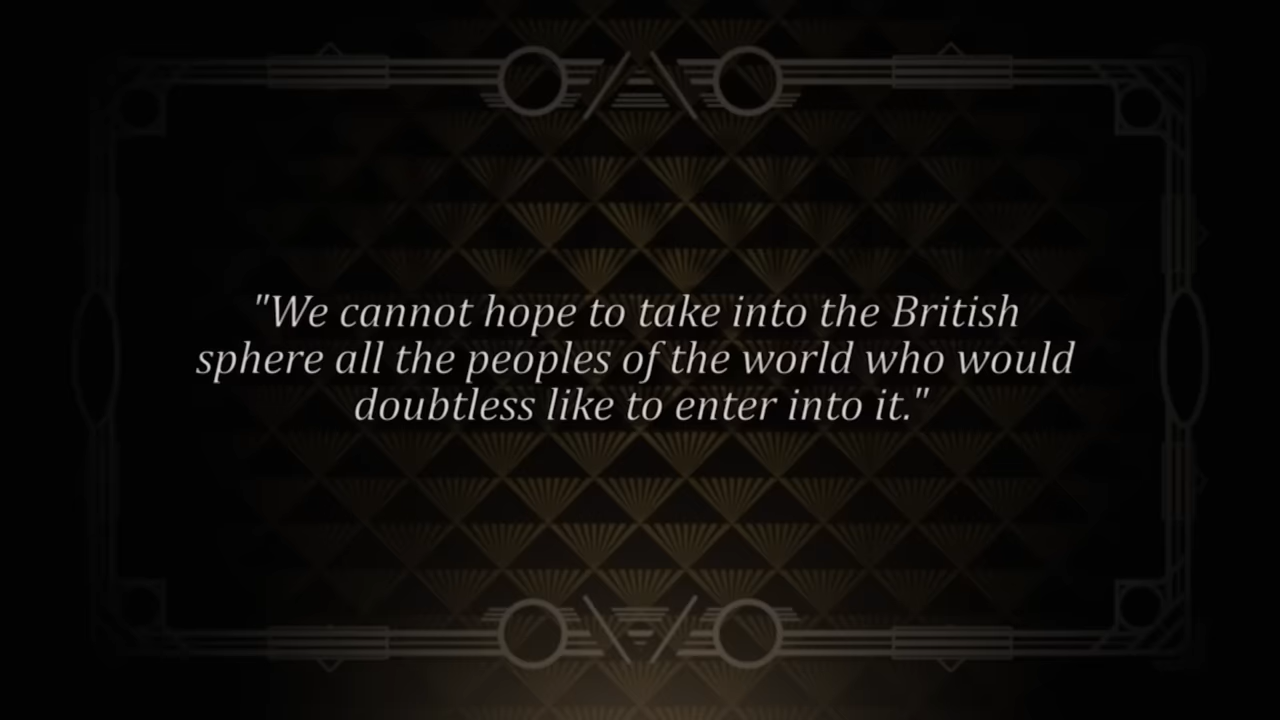 "We cannot hope to take into the British
sphere all the peoples of the world who would
doubtless like to enter into it."